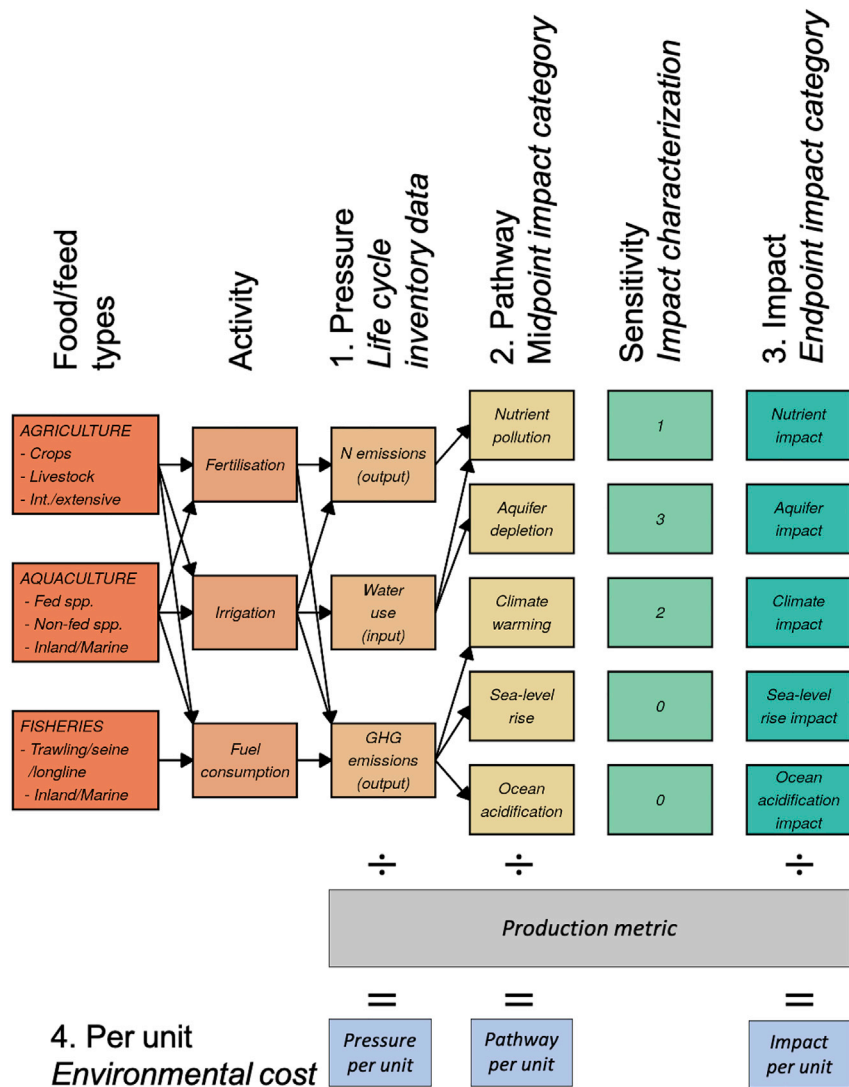 Food/feed
types
Activity
1. Pressure
Life cycle
inventory data
2. Pathway
Midpoint impact category
Sensitivity
Impact characterization
3. Impact
Endpoint impact category
AGRICULTURE
- Crops
- Livestock
- Int./extensive
AQUACULTURE
- Fed spp.
- Non-fed spp.
- Inland/Marine
FISHERIES
- Trawling/seine
/longline
- Inland/Marine
Fertilisation
Irrigation
Fuel
consumption
N emissions
(output)
Water
use
(input)
GHG
emissions
(output)
Nutrient
pollution
Aquifer
depletion
Climate
warming
Sea-level
rise
Ocean
acidification
1
3
2
0
0
Nutrient
impact
Aquifer
impact
Climate
impact
Sea-level
rise impact
Ocean
acidification
impact
÷ ÷ ÷
Production metric
= = =
4. Per unit
Environmental cost
Pressure
per unit
Pathway
per unit
Impact
per unit